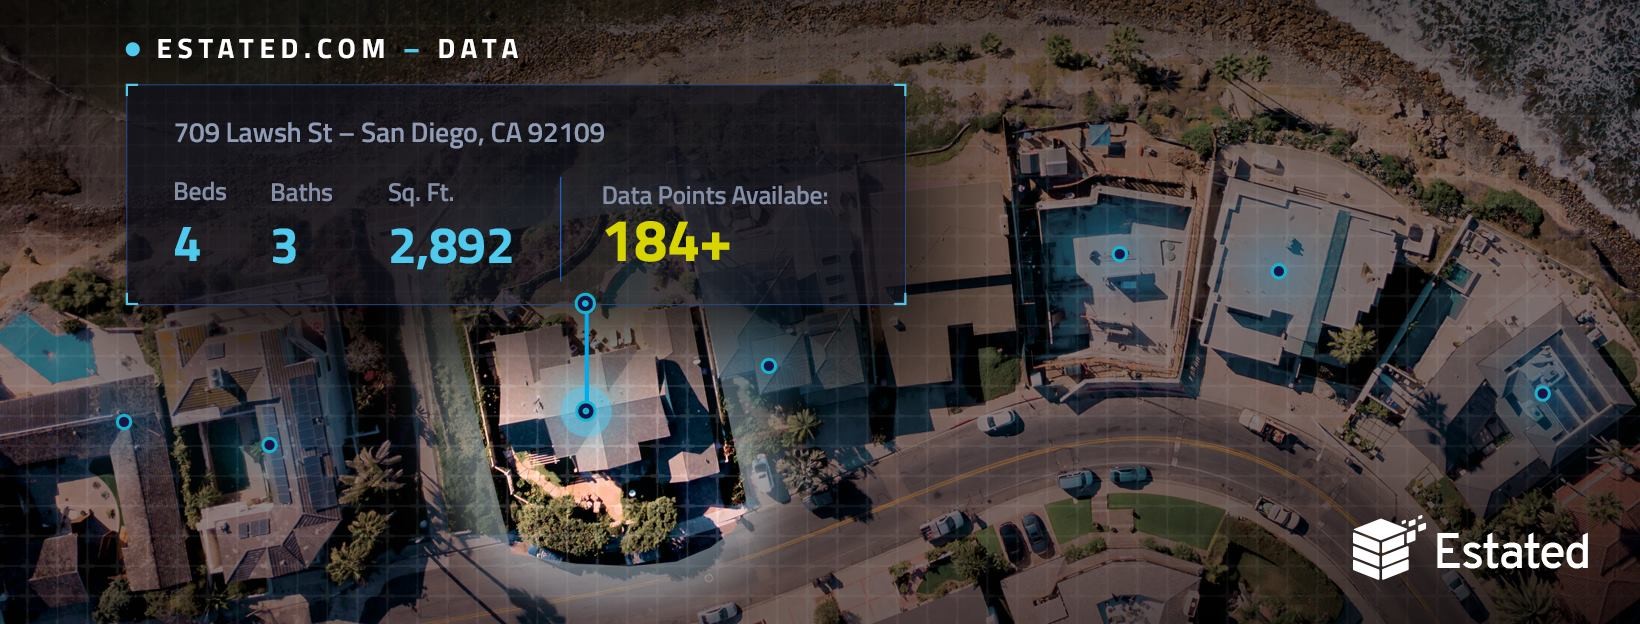 ESTATED.COM – DATA
709 Lawsh St – San Diego, CA 92109
Beds Baths Sq. Ft. Data Points Availabe:
4 3 2,892 184+
Estated